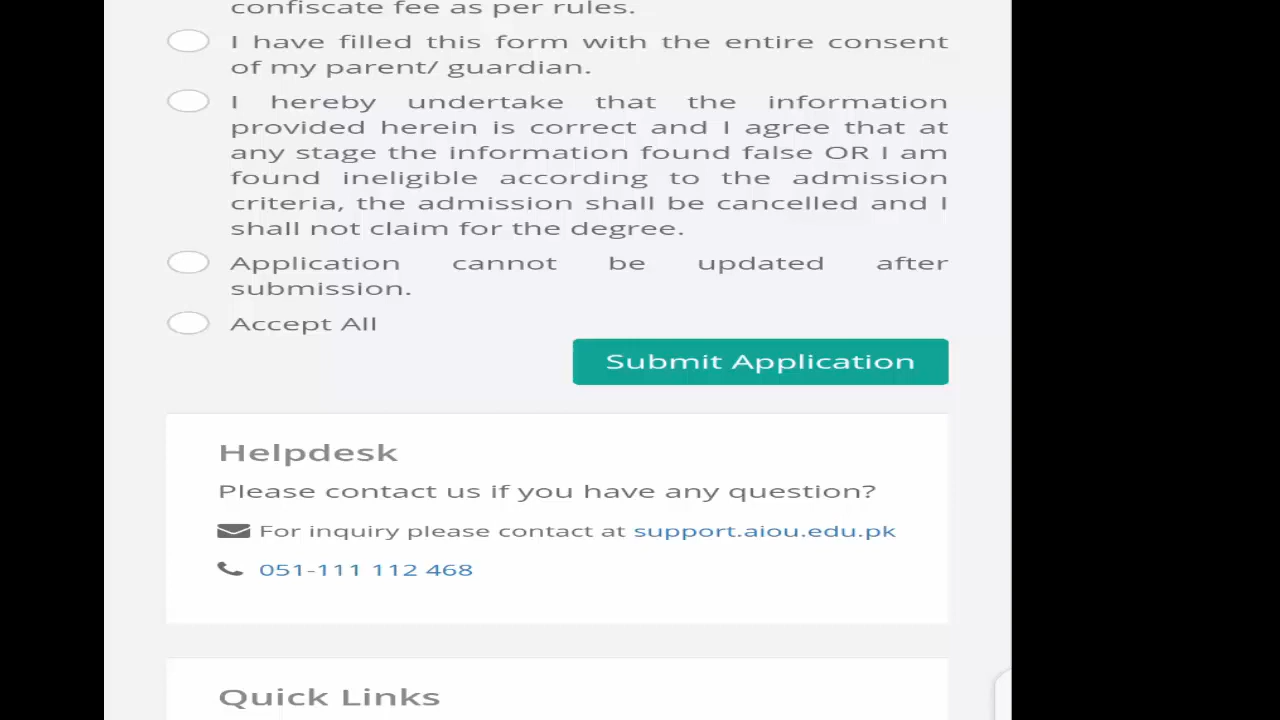 confiscate fee as per rules.
I have filled this form with the entire consent
of my parent/ guardian.
I hereby undertake that the information
provided herein is correct and I agree that at
any stage the information found false OR I am
found ineligible according to the admission
criteria, the admission shall be cancelled and I
shall not claim for the degree.
Application cannot be updated after
submission.
Accept All
Submit Application
Helpdesk
Please contact us if you have any question?
For inquiry please contact at support.aiou.edu.pk
051-111 112 468
Quick Links